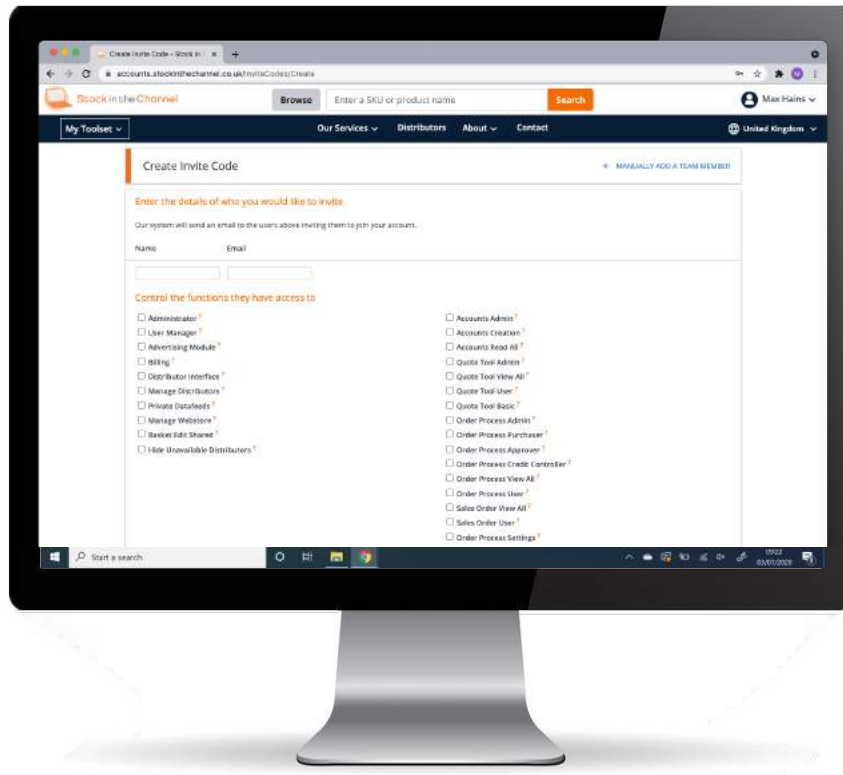 Create Invite Code - Stock in
accounts.stockinthechannel.co.uk/InviteCodes/Create
Stock in the Channel Browse Enter a SKU or product name Search Max Hains
My Toolset Our Services Distributors About Contact United Kingdom
Create Invite Code + MANUALLY ADD A TEAM MEMBER
Enter the details of who you would like to invite
Our system will send an email to the users above inviting them to join your account.
Name Email
Control the functions they have access to
Administrator ?
User Manager ?
Advertising Module ?
Billing ?
Distributor Interface ?
Manage Distributors ?
Private Datafeeds ?
Manage Webstore ?
Basket Edit Shared ?
Hide Unavailable Distributors ?
Accounts Admin ?
Accounts Creation ?
Accounts Read All ?
Quote Tool Admin ?
Quote Tool View All ?
Quote Tool User ?
Quote Tool Basic ?
Order Process Admin ?
Order Process Purchaser ?
Order Process Approver ?
Order Process Credit Controller ?
Order Process View All ?
Order Process User ?
Sales Order View All ?
Sales Order User ?
Order Process Settings ?
Start a search
09:22
03/07/2020